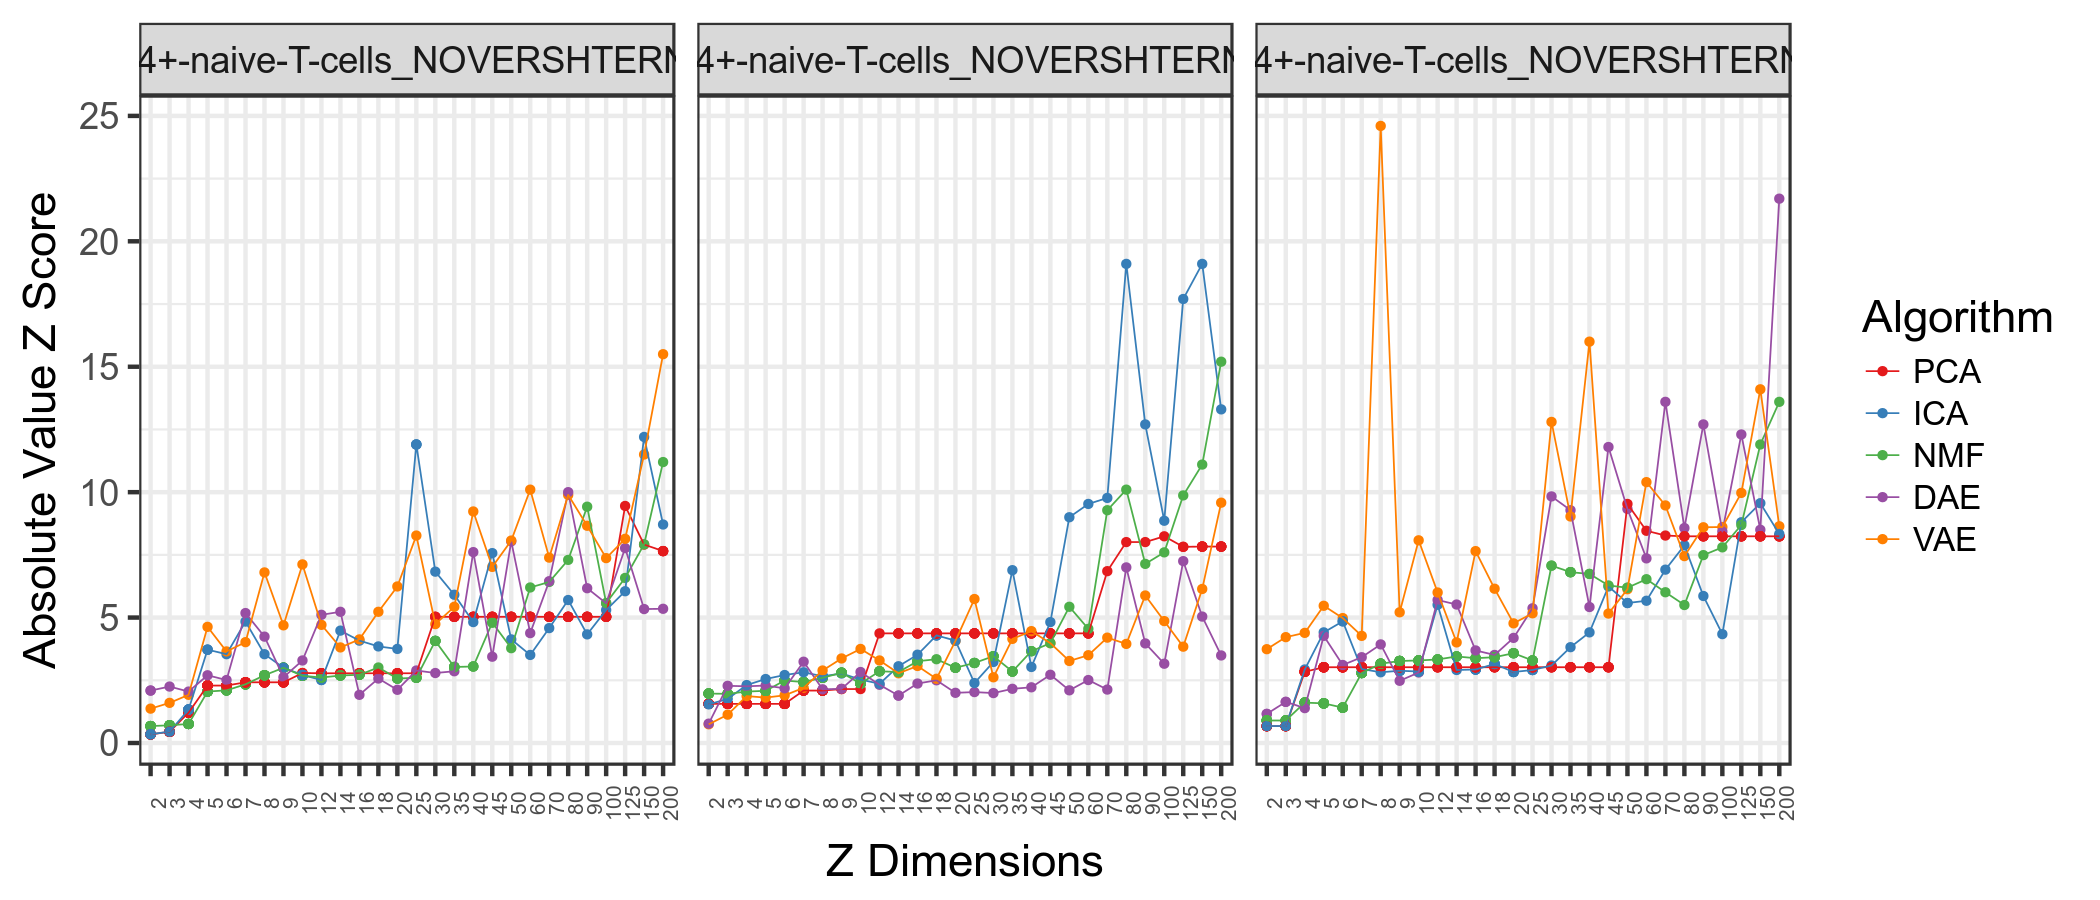 4+-naive-T-cells_NOVERSHTERN 4+-naive-T-cells_NOVERSHTERN 4+-naive-T-cells_NOVERSHTERN
25
20
15
10
5
0
Absolute Value Z Score
2 3 4 5 6 7 8 9 10 12 14 16 18 20 25 30 35 40 45 50 60 70 80 90 100 125 150 200
2 3 4 5 6 7 8 9 10 12 14 16 18 20 25 30 35 40 45 50 60 70 80 90 100 125 150 200
2 3 4 5 6 7 8 9 10 12 14 16 18 20 25 30 35 40 45 50 60 70 80 90 100 125 150 200
Z Dimensions
Algorithm
PCA
ICA
NMF
DAE
VAE